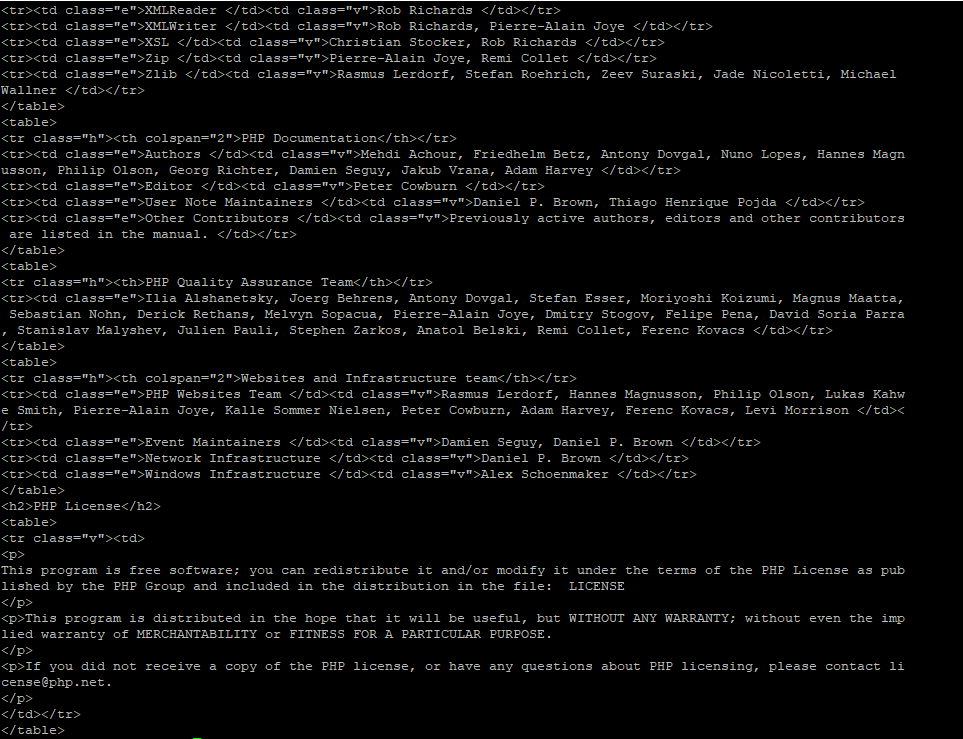 <tr><td class="e">XMLReader </td><td class="v">Rob Richards </td></tr>
<tr><td class="e">XMLWriter </td><td class="v">Rob Richards, Pierre-Alain Joye </td></tr>
<tr><td class="e">XSL </td><td class="v">Christian Stocker, Rob Richards </td></tr>
<tr><td class="e">Zip </td><td class="v">Pierre-Alain Joye, Remi Collet </td></tr>
<tr><td class="e">Zlib </td><td class="v">Rasmus Lerdorf, Stefan Roehrich, Zeev Suraski, Jade Nicoletti, Michael
Wallner </td></tr>
</table>
<table>
<tr class="h"><th colspan="2">PHP Documentation</th></tr>
<tr><td class="e">Authors </td><td class="v">Mehdi Achour, Friedhelm Betz, Antony Dovgal, Nuno Lopes, Hannes Magn
usson, Philip Olson, Georg Richter, Damien Seguy, Jakub Vrana, Adam Harvey </td></tr>
<tr><td class="e">Editor </td><td class="v">Peter Cowburn </td></tr>
<tr><td class="e">User Note Maintainers </td><td class="v">Daniel P. Brown, Thiago Henrique Pojda </td></tr>
<tr><td class="e">Other Contributors </td><td class="v">Previously active authors, editors and other contributors
 are listed in the manual. </td></tr>
</table>
<table>
<tr class="h"><th>PHP Quality Assurance Team</th></tr>
<tr><td class="e">Ilia Alshanetsky, Joerg Behrens, Antony Dovgal, Stefan Esser, Moriyoshi Koizumi, Magnus Maatta,
 Sebastian Nohn, Derick Rethans, Melvyn Sopacua, Pierre-Alain Joye, Dmitry Stogov, Felipe Pena, David Soria Parra
, Stanislav Malyshev, Julien Pauli, Stephen Zarkos, Anatol Belski, Remi Collet, Ferenc Kovacs </td></tr>
</table>
<table>
<tr class="h"><th colspan="2">Websites and Infrastructure team</th></tr>
<tr><td class="e">PHP Websites Team </td><td class="v">Rasmus Lerdorf, Hannes Magnusson, Philip Olson, Lukas Kahw
e Smith, Pierre-Alain Joye, Kalle Sommer Nielsen, Peter Cowburn, Adam Harvey, Ferenc Kovacs, Levi Morrison </td><
/tr>
<tr><td class="e">Event Maintainers </td><td class="v">Damien Seguy, Daniel P. Brown </td></tr>
<tr><td class="e">Network Infrastructure </td><td class="v">Daniel P. Brown </td></tr>
<tr><td class="e">Windows Infrastructure </td><td class="v">Alex Schoenmaker </td></tr>
</table>
<h2>PHP License</h2>
<table>
<tr class="v"><td>
<p>
This program is free software; you can redistribute it and/or modify it under the terms of the PHP License as pub
lished by the PHP Group and included in the distribution in the file:  LICENSE
</p>
<p>This program is distributed in the hope that it will be useful, but WITHOUT ANY WARRANTY; without even the imp
lied warranty of MERCHANTABILITY or FITNESS FOR A PARTICULAR PURPOSE.
</p>
<p>If you did not receive a copy of the PHP license, or have any questions about PHP licensing, please contact li
cense@php.net.
</p>
</td></tr>
</table>